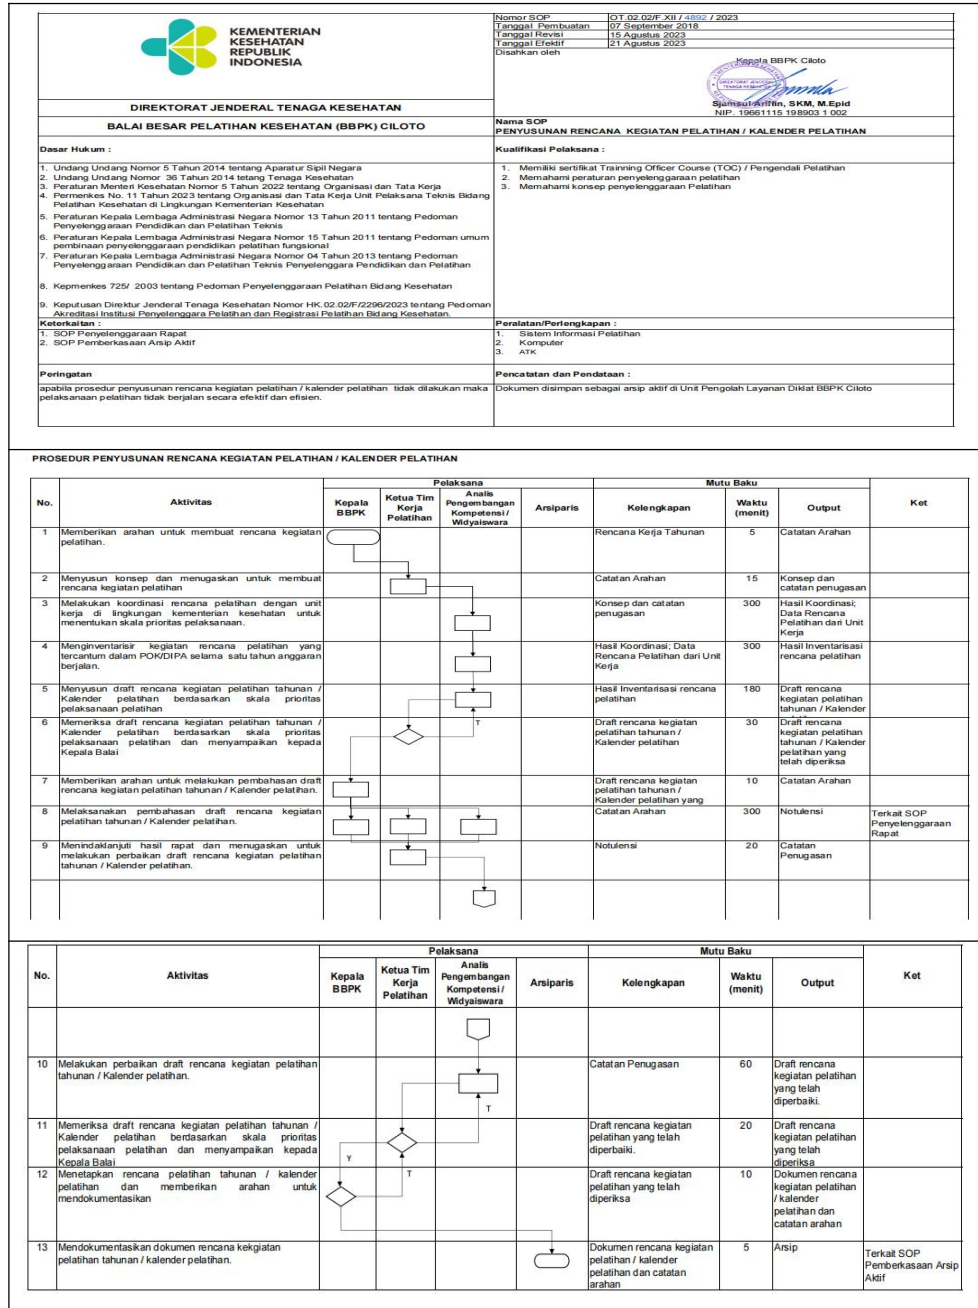 KEMENTERIAN
KESEHATAN
REPUBLIK
INDONESIA
DIREKTORAT JENDERAL TENAGA KESEHATAN
BALAI BESAR PELATIHAN KESEHATAN (BBPK) CILOTO
Nomor SOP OT.02.02/F.XII / 4892 / 2023
Tanggal Pembuatan 07 September 2018
Tanggal Revisi 15 Agustus 2023
Tanggal Efektif 21 Agustus 2023
Disahkan oleh
Kepala BBPK Ciloto
DIREKTORAT JENDERAL
TENAGA KESEHATAN
Sjamsul Ariffin, SKM, M.Epid
NIP. 19661115 198903 1 002
Nama SOP
PENYUSUNAN RENCANA KEGIATAN PELATIHAN / KALENDER PELATIHAN
Dasar Hukum :
1. Undang Undang Nomor 5 Tahun 2014 tentang Aparatur Sipil Negara
2. Undang Undang Nomor 36 Tahun 2014 tetang Tenaga Kesehatan
3. Peraturan Menteri Kesehatan Nomor 5 Tahun 2022 tentang Organisasi dan Tata Kerja
4. Permenkes No. 11 Tahun 2023 tentang Organisasi dan Tata Kerja Unit Pelaksana Teknis Bidang
Pelatihan Kesehatan di Lingkungan Kementerian Kesehatan
5. Peraturan Kepala Lembaga Administrasi Negara Nomor 13 Tahun 2011 tentang Pedoman
Penyelenggaraan Pendidikan dan Pelatihan Teknis
6. Peraturan Kepala Lembaga Administrasi Negara Nomor 15 Tahun 2011 tentang Pedoman umum
pembinaan penyelenggaraan pendidikan pelatihan fungsional
7. Peraturan Kepala Lembaga Administrasi Negara Nomor 04 Tahun 2013 tentang Pedoman
Penyelenggaraan Pendidikan dan Pelatihan Teknis Penyelenggara Pendidikan dan Pelatihan
8. Kepmenkes 725/ 2003 tentang Pedoman Penyelenggaraan Pelatihan Bidang Kesehatan
9. Keputusan Direktur Jenderal Tenaga Kesehatan Nomor HK.02.02/F/2296/2023 tentang Pedoman
Akreditasi Institusi Penyelenggara Pelatihan dan Registrasi Pelatihan Bidang Kesehatan.
Kualifikasi Pelaksana :
1. Memiliki sertifikat Trainning Officer Course (TOC) / Pengendali Pelatihan
2. Memahami peraturan penyelenggaraan pelatihan
3. Memahami konsep penyelenggaraan Pelatihan
Keterkaitan :
1. SOP Penyelenggaraan Rapat
2. SOP Pemberkasaan Arsip Aktif
Peralatan/Perlengkapan :
1. Sistem Informasi Pelatihan
2. Komputer
3. ATK
Peringatan
apabila prosedur penyusunan rencana kegiatan pelatihan / kalender pelatihan tidak dilakukan maka
pelaksanaan pelatihan tidak berjalan secara efektif dan efisien.
Pencatatan dan Pendataan :
Dokumen disimpan sebagai arsip aktif di Unit Pengolah Layanan Diklat BBPK Ciloto
PROSEDUR PENYUSUNAN RENCANA KEGIATAN PELATIHAN / KALENDER PELATIHAN
No.
Aktivitas
Pelaksana
Kepala
BBPK
Ketua Tim
Kerja
Pelatihan
Analis
Pengembangan
Kompetensi /
Widyaiswara
Arsiparis
Mutu Baku
Kelengkapan
Waktu
(menit)
Output
Ket
1
Memberikan arahan untuk membuat rencana kegiatan
pelatihan.
Rencana Kerja Tahunan
5
Catatan Arahan
2
Menyusun konsep dan menugaskan untuk membuat
rencana kegiatan pelatihan
Catatan Arahan
15
Konsep dan
catatan penugasan
3
Melakukan koordinasi rencana pelatihan dengan unit
kerja di lingkungan kementerian kesehatan untuk
menentukan skala prioritas pelaksanaan.
Konsep dan catatan
penugasan
300
Hasil Koordinasi;
Data Rencana
Pelatihan dari Unit
Kerja
4
Menginventarisir kegiatan rencana pelatihan yang
tercantum dalam POK/DIPA selama satu tahun anggaran
berjalan.
Hasil Koordinasi; Data
Rencana Pelatihan dari Unit
Kerja
300
Hasil Inventarisasi
rencana pelatihan
5
Menyusun draft rencana kegiatan pelatihan tahunan /
Kalender pelatihan berdasarkan skala prioritas
pelaksanaan pelatihan
Hasil Inventarisasi rencana
pelatihan
180
Draft rencana
kegiatan pelatihan
tahunan / Kalender
6
Memeriksa draft rencana kegiatan pelatihan tahunan /
Kalender pelatihan berdasarkan skala prioritas
pelaksanaan pelatihan dan menyampaikan kepada
Kepala Balai
T
Draft rencana kegiatan
pelatihan tahunan /
Kalender pelatihan
30
Draft rencana
kegiatan pelatihan
tahunan / Kalender
pelatihan yang
telah diperiksa
7
Memberikan arahan untuk melakukan pembahasan draft
rencana kegiatan pelatihan tahunan / Kalender pelatihan.
Draft rencana kegiatan
pelatihan tahunan /
Kalender pelatihan yang
10
Catatan Arahan
8
Melaksanakan pembahasan draft rencana kegiatan
pelatihan tahunan / Kalender pelatihan.
Catatan Arahan
300
Notulensi
Terkait SOP
Penyelenggaraan
Rapat
9
Menindaklanjuti hasil rapat dan menugaskan untuk
melakukan perbaikan draft rencana kegiatan pelatihan
tahunan / Kalender pelatihan.
Notulensi
20
Catatan
Penugasan
No.
Aktivitas
Pelaksana
Kepala
BBPK
Ketua Tim
Kerja
Pelatihan
Analis
Pengembangan
Kompetensi /
Widyaiswara
Arsiparis
Mutu Baku
Kelengkapan
Waktu
(menit)
Output
Ket
10
Melakukan perbaikan draft rencana kegiatan pelatihan
tahunan / Kalender pelatihan.
T
Catatan Penugasan
60
Draft rencana
kegiatan pelatihan
yang telah
diperbaiki.
11
Memeriksa draft rencana kegiatan pelatihan tahunan /
Kalender pelatihan berdasarkan skala prioritas
pelaksanaan pelatihan dan menyampaikan kepada
Kepala Balai
Y
Draft rencana kegiatan
pelatihan yang telah
diperbaiki.
20
Draft rencana
kegiatan pelatihan
yang telah
diperiksa
12
Menetapkan rencana pelatihan tahunan / kalender
pelatihan dan memberikan arahan untuk
mendokumentasikan
T
Draft rencana kegiatan
pelatihan yang telah
diperiksa
10
Dokumen rencana
kegiatan pelatihan
/ kalender
pelatihan dan
catatan arahan
13
Mendokumentasikan dokumen rencana kekgiatan
pelatihan tahunan / kalender pelatihan.
Dokumen rencana kegiatan
pelatihan / kalender
pelatihan dan catatan
arahan
5
Arsip
Terkait SOP
Pemberkasaan Arsip
Aktif